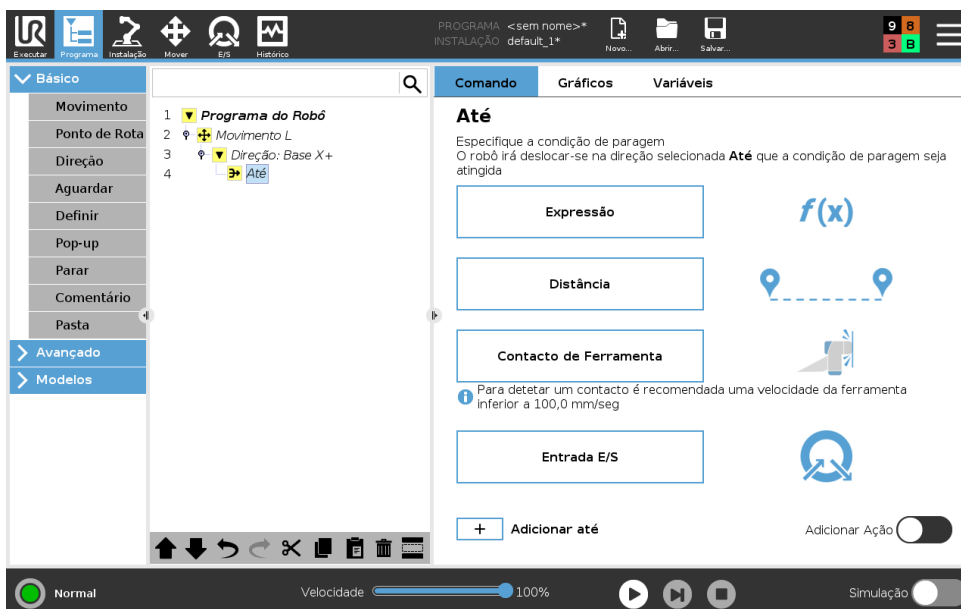 UR
PROGRAMA <sem nome>*
INSTALAÇÃO default_1*
9 8
3 B
Executar Programa Instalação Mover E/S Histórico Novo... Abrir... Salvar...
Básico
Movimento
Ponto de Rota
Direção
Aguardar
Definir
Pop-up
Parar
Comentário
Pasta
Avançado
Modelos
1 Programa do Robô
2 Movimento L
3 Direção: Base X+
4 Até
Comando Gráficos Variáveis
Até
Especifique a condição de paragem
O robô irá deslocar-se na direção selecionada Até que a condição de paragem seja
atingida
Expressão
f(x)
Distância
Contacto de Ferramenta
Para detetar um contacto é recomendada uma velocidade da ferramenta
inferior a 100,0 mm/seg
Entrada E/S
+ Adicionar até
Adicionar Ação
Normal
Velocidade 100%
Simulação